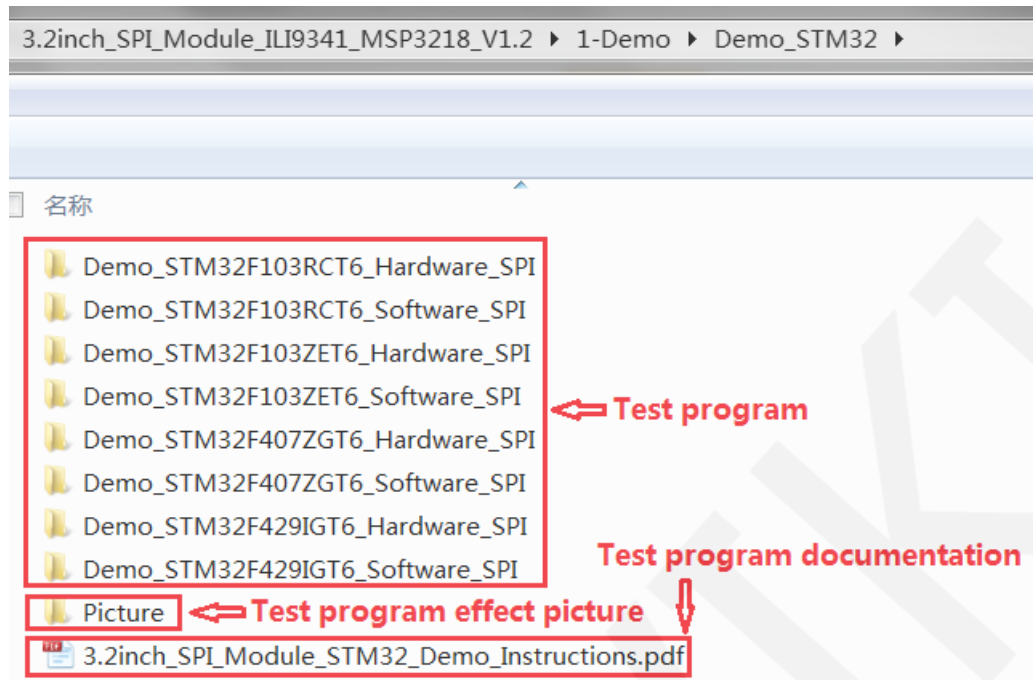 3.2inch_SPI_Module_ILI9341_MSP3218_V1.2 ▸ 1-Demo ▸ Demo_STM32 ▸
名称
Demo_STM32F103RCT6_Hardware_SPI
Demo_STM32F103RCT6_Software_SPI
Demo_STM32F103ZET6_Hardware_SPI
Demo_STM32F103ZET6_Software_SPI
Test program
Demo_STM32F407ZGT6_Hardware_SPI
Demo_STM32F407ZGT6_Software_SPI
Demo_STM32F429IGT6_Hardware_SPI
Demo_STM32F429IGT6_Software_SPI
Test program documentation
Picture
Test program effect picture
3.2inch_SPI_Module_STM32_Demo_Instructions.pdf